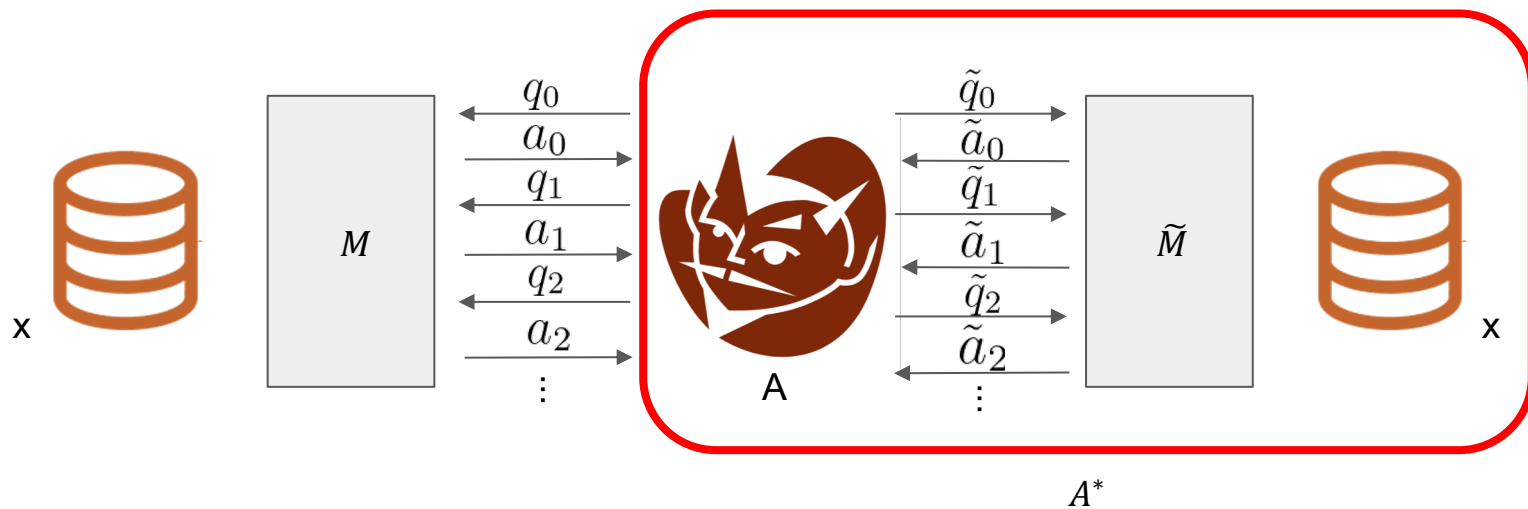 q₀
a₀
q₁
a₁
q₂
a₂
⋮
x
M
A
q̃₀
ã₀
q̃₁
ã₁
q̃₂
ã₂
⋮
M̃
x
A*